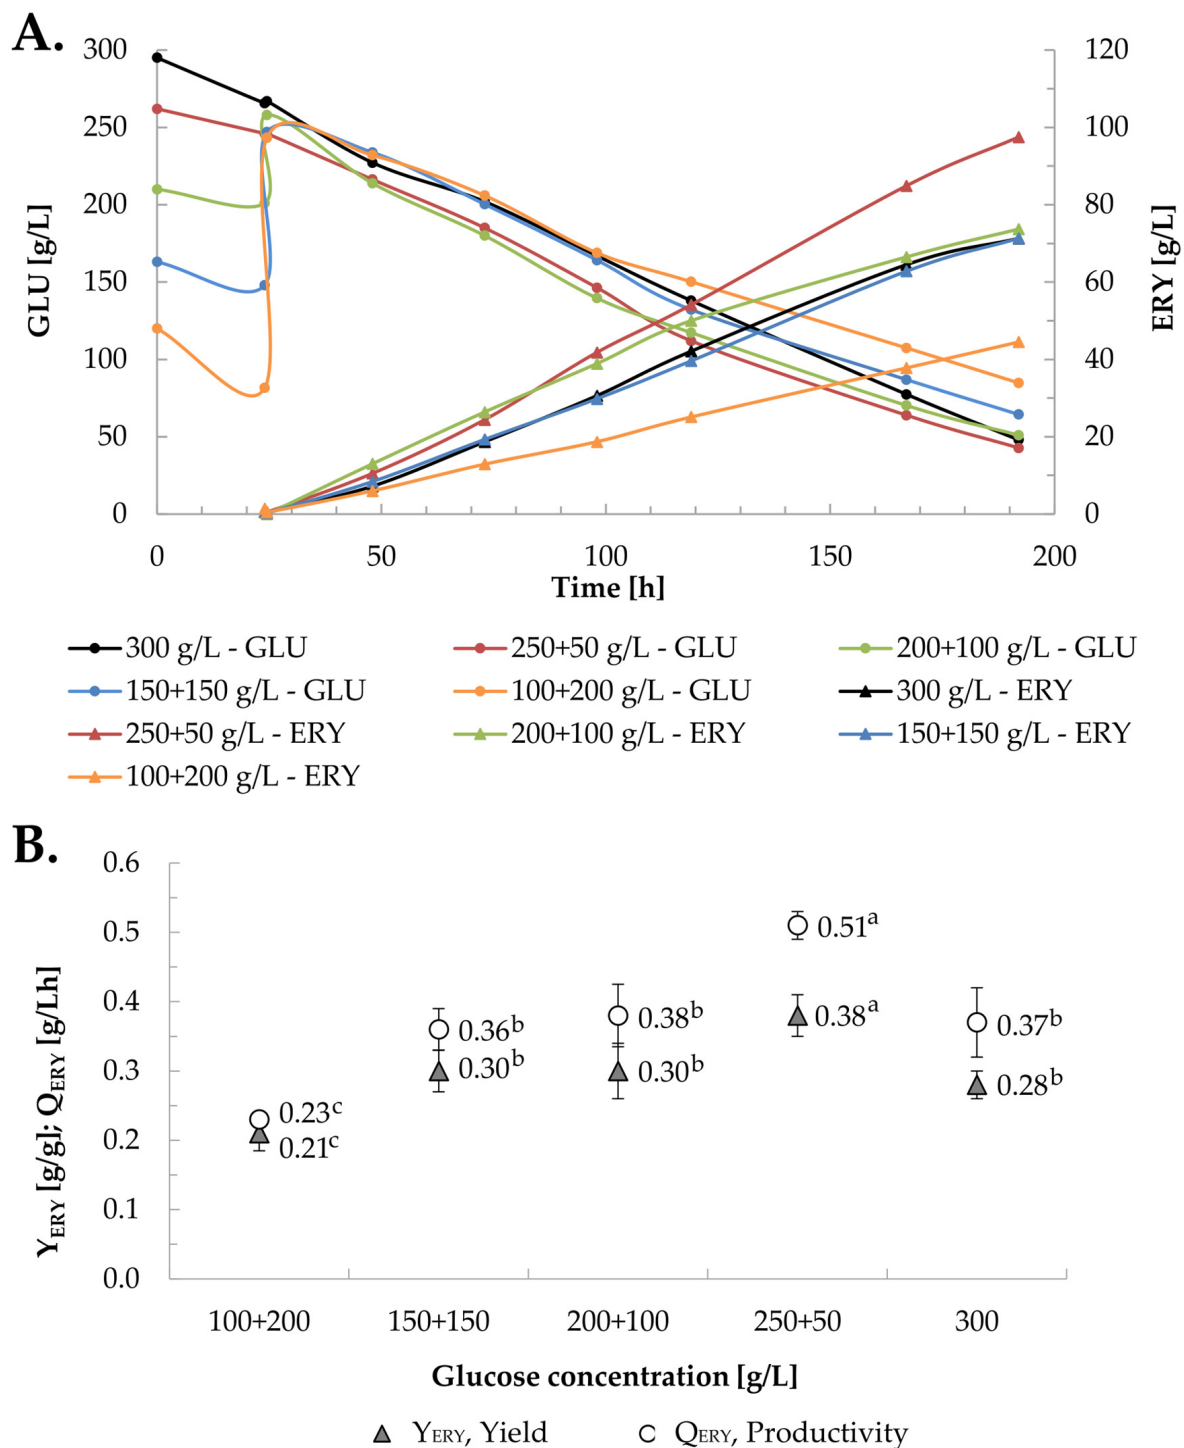 A.
300
250
200
150
100
50
0
GLU [g/L]
120
100
80
60
40
20
0
ERY [g/L]
0 50 100 150 200
Time [h]
300 g/L - GLU 250+50 g/L - GLU 200+100 g/L - GLU
150+150 g/L - GLU 100+200 g/L - GLU 300 g/L - ERY
250+50 g/L - ERY 200+100 g/L - ERY 150+150 g/L - ERY
100+200 g/L - ERY
B.
0.6
0.5
0.4
0.3
0.2
0.1
0.0
YERY [g/g]; QERY [g/Lh]
0.23c
0.21c
0.36b
0.30b
0.38b
0.30b
0.51a
0.38a
0.37b
0.28b
100+200 150+150 200+100 250+50 300
Glucose concentration [g/L]
YERY, Yield QERY, Productivity